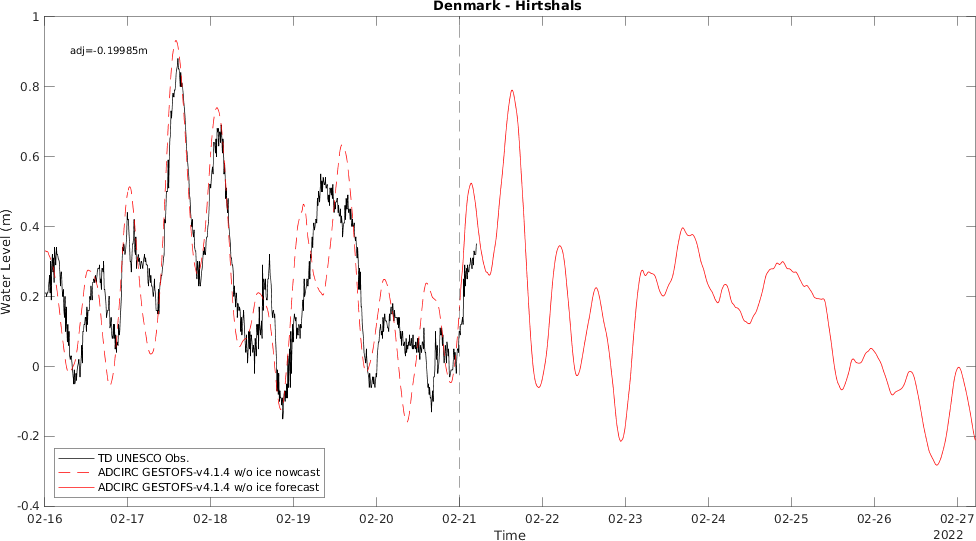 Denmark - Hirtshals
adj=-0.19985m
1
0.8
0.6
0.4
0.2
0
-0.2
-0.4
Water Level (m)
TD UNESCO Obs.
ADCIRC GESTOFS-v4.1.4 w/o ice nowcast
ADCIRC GESTOFS-v4.1.4 w/o ice forecast
02-16 02-17 02-18 02-19 02-20 02-21 02-22 02-23 02-24 02-25 02-26 02-27
2022
Time